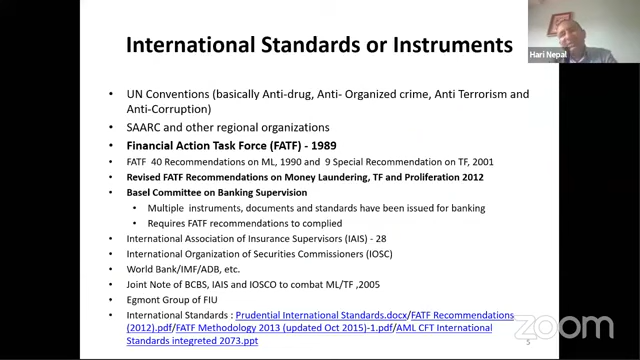 International Standards or Instruments
Hari Nepal
• UN Conventions (basically Anti-drug, Anti- Organized crime, Anti Terrorism and
Anti-Corruption)
• SAARC and other regional organizations
• Financial Action Task Force (FATF) - 1989
• FATF 40 Recommendations on ML, 1990 and 9 Special Recommendation on TF, 2001
• Revised FATF Recommendations on Money Laundering, TF and Proliferation 2012
• Basel Committee on Banking Supervision
• Multiple instruments, documents and standards have been issued for banking
• Requires FATF recommendations to complied
• International Association of Insurance Supervisors (IAIS) - 28
• International Organization of Securities Commissioners (IOSC)
• World Bank/IMF/ADB, etc.
• Joint Note of BCBS, IAIS and IOSCO to combat ML/TF ,2005
• Egmont Group of FIU
• International Standards : Prudential International Standards.docx/FATF Recommendations
(2012).pdf/FATF Methodology 2013 (updated Oct 2015)-1.pdf/AML CFT International
Standards integreted 2073.ppt
zoom
5